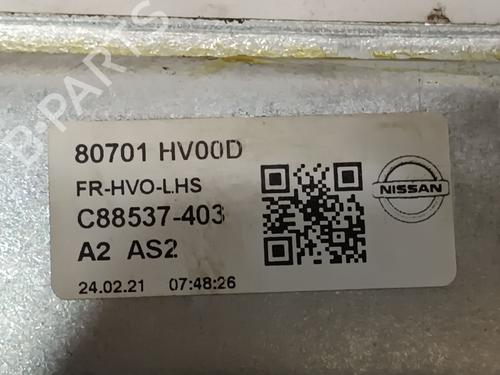 B-PARTS
80701 HV00D
FR-HVO-LHS
C88537-403
A2 AS2
24.02.21 07:48:26
NISSAN